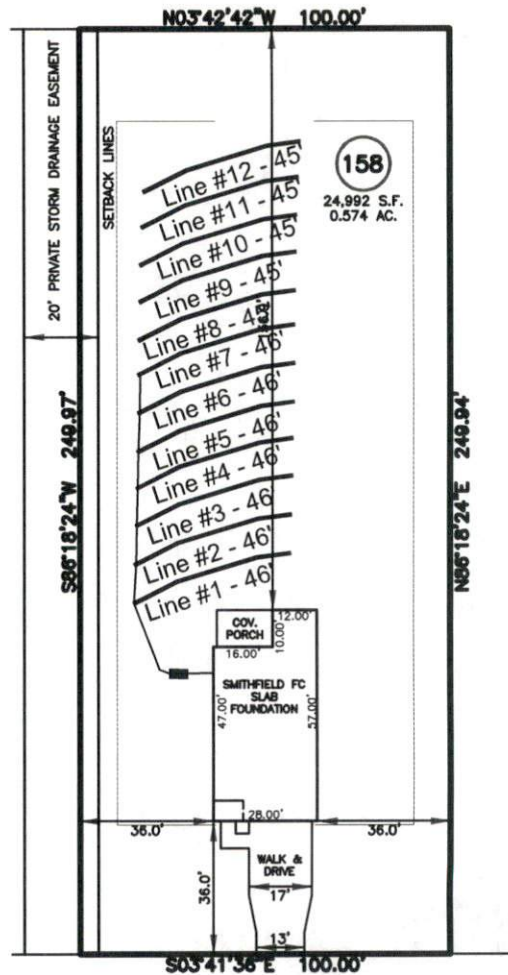 N03°42'42"W 100.00'
20' PRIVATE STORM DRAINAGE EASEMENT
SETBACK LINES
158
24,992 S.F.
0.574 AC.
Line #12 - 45'
Line #11 - 45'
Line #10 - 45'
Line #9 - 45'
Line #8 - 45'
Line #7 - 46'
Line #6 - 46'
Line #5 - 46'
Line #4 - 46'
Line #3 - 46'
Line #2 - 46'
Line #1 - 46'
S86°18'24"W 249.97'
N86°18'24"E 249.94'
COV.
PORCH
12.00'
10.00'
16.00'
SMITHFIELD FC
SLAB
FOUNDATION
47.00'
57.00'
28.00'
36.0'
36.0'
36.0'
WALK &
DRIVE
17'
13'
S03°41'36"E 100.00'